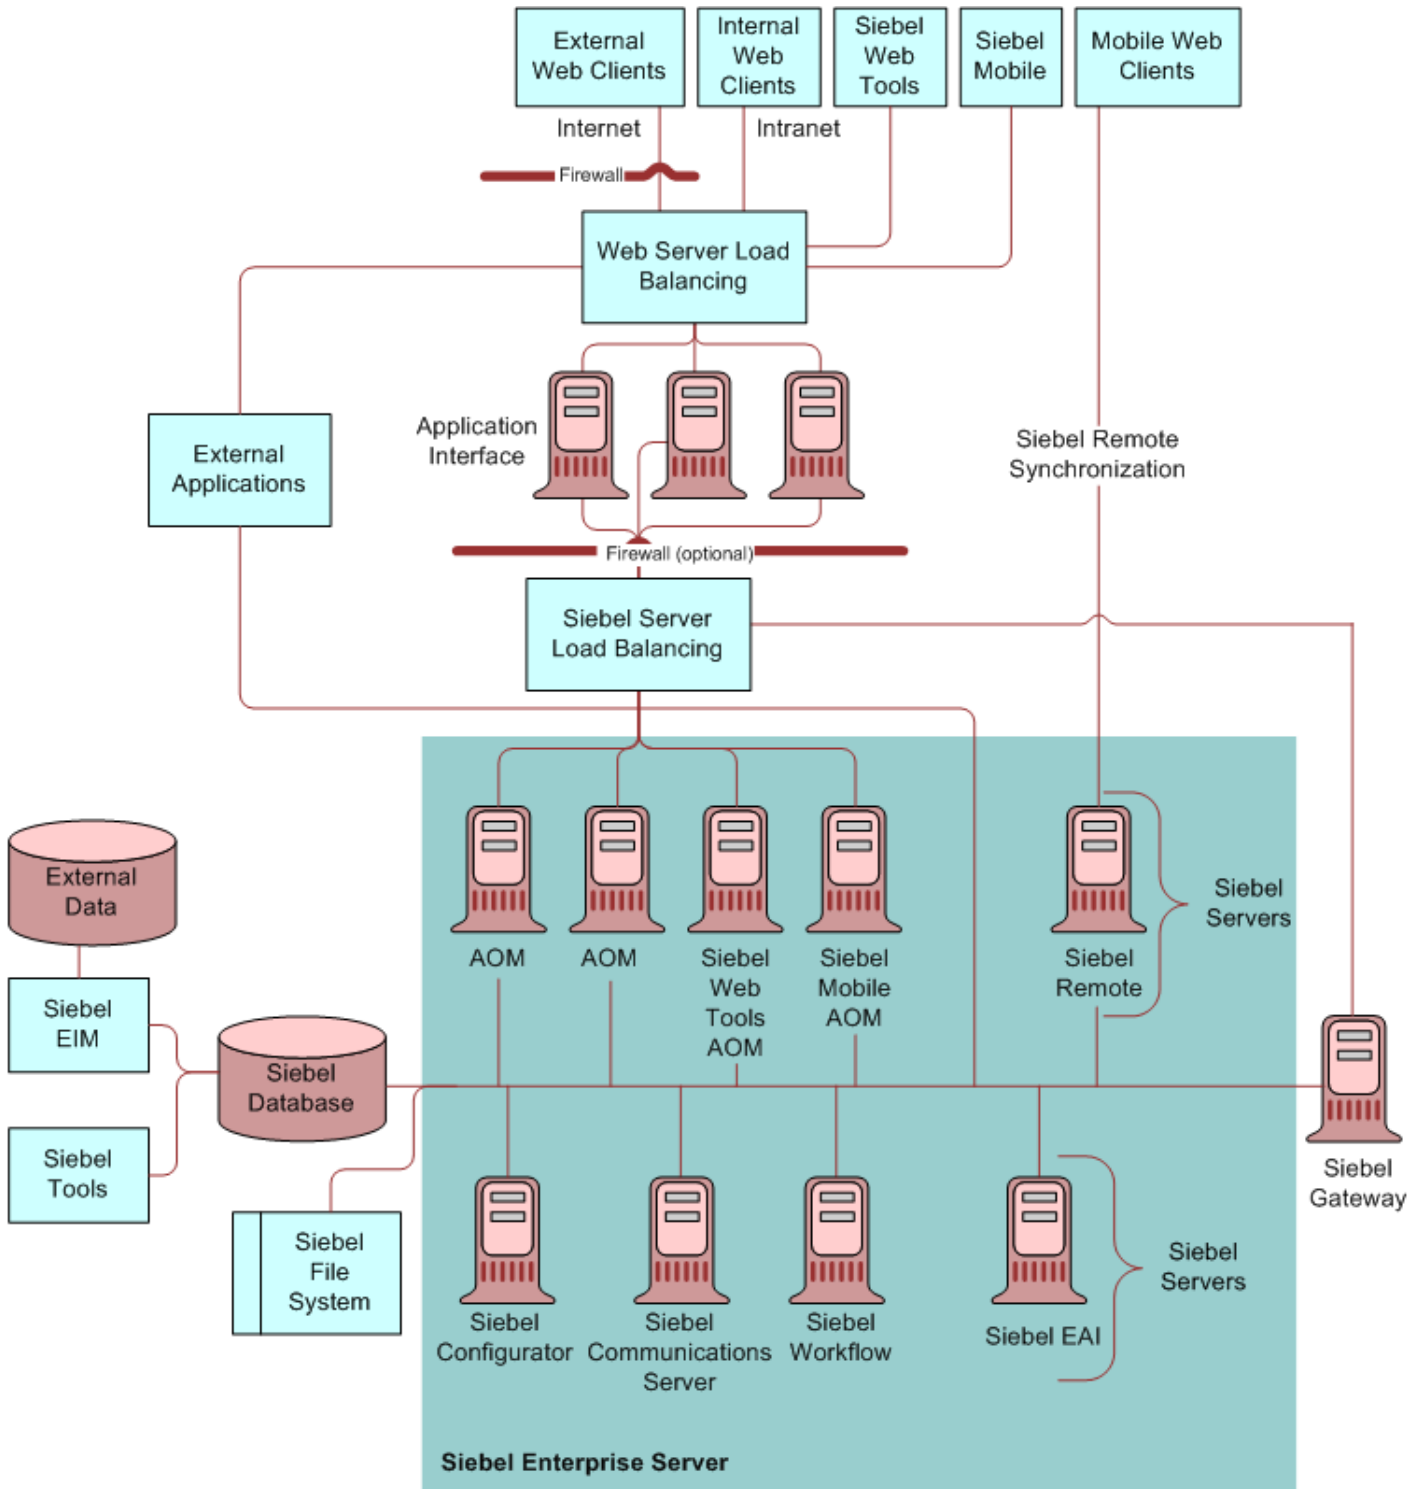 External
Web Clients
Internal
Web
Clients
Siebel
Web
Tools
Siebel
Mobile
Mobile Web
Clients
Internet
Intranet
Firewall
Web Server Load
Balancing
Application
Interface
External
Applications
Siebel Remote
Synchronization
Firewall (optional)
Siebel Server
Load Balancing
External
Data
Siebel
EIM
Siebel
Database
Siebel
Tools
Siebel
File
System
AOM
AOM
Siebel
Web
Tools
AOM
Siebel
Mobile
AOM
Siebel
Remote
Siebel
Servers
Siebel
Gateway
Siebel
Configurator
Siebel
Communications
Server
Siebel
Workflow
Siebel EAI
Siebel
Servers
Siebel Enterprise Server